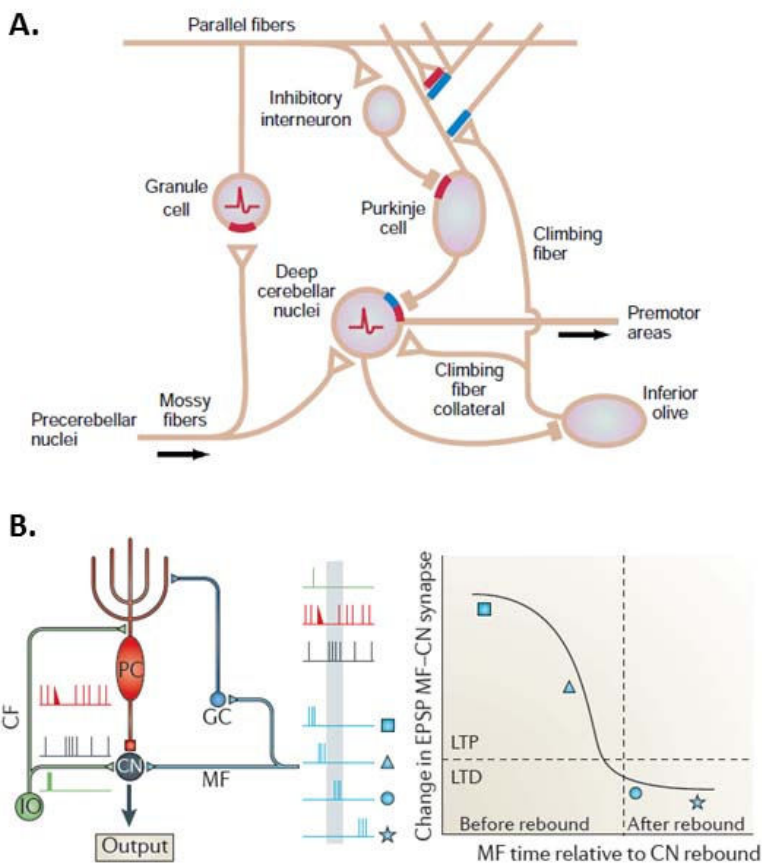 A.
Parallel fibers
Inhibitory
interneuron
Granule
cell
Purkinje
cell
Climbing
fiber
Deep
cerebellar
nuclei
Premotor
areas
Climbing
fiber
collateral
Mossy
fibers
Inferior
olive
Precerebellar
nuclei
B.
PC
CF
GC
CN
MF
IO
Output
Change in EPSP MF–CN synapse
LTP
LTD
Before rebound
After rebound
MF time relative to CN rebound